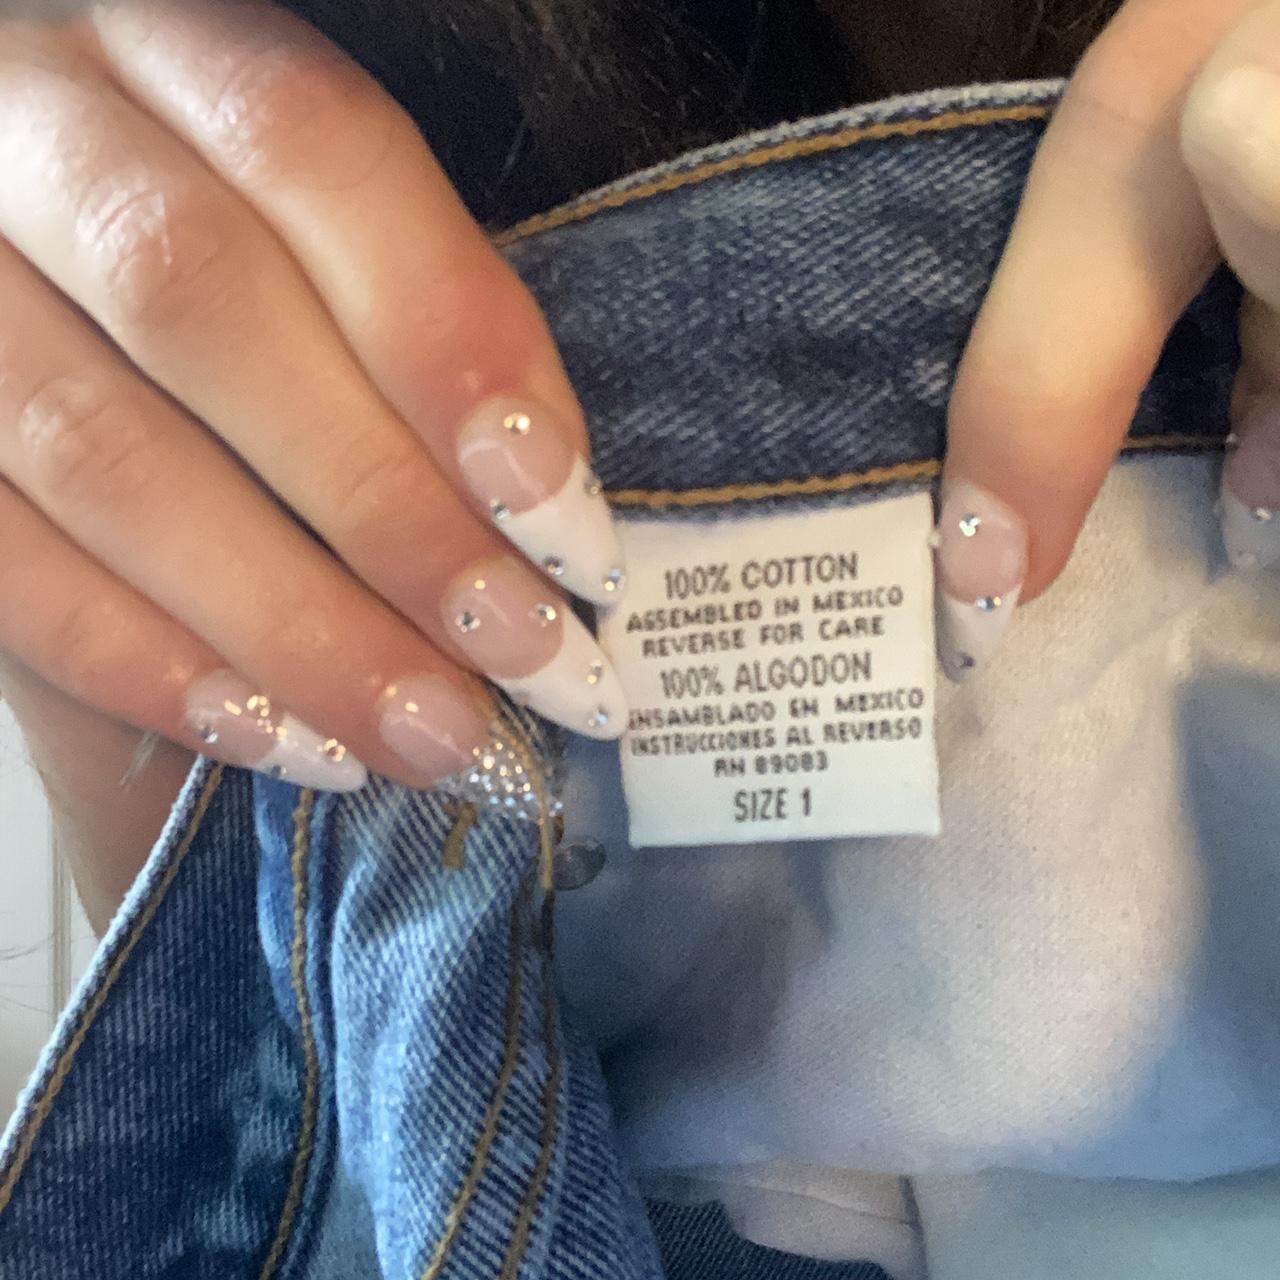 100% COTTON
ASSEMBLED IN MEXICO
REVERSE FOR CARE
100% ALGODON
ENSAMBLADO EN MEXICO
INSTRUCCIONES AL REVERSO
RN 89083
SIZE 1